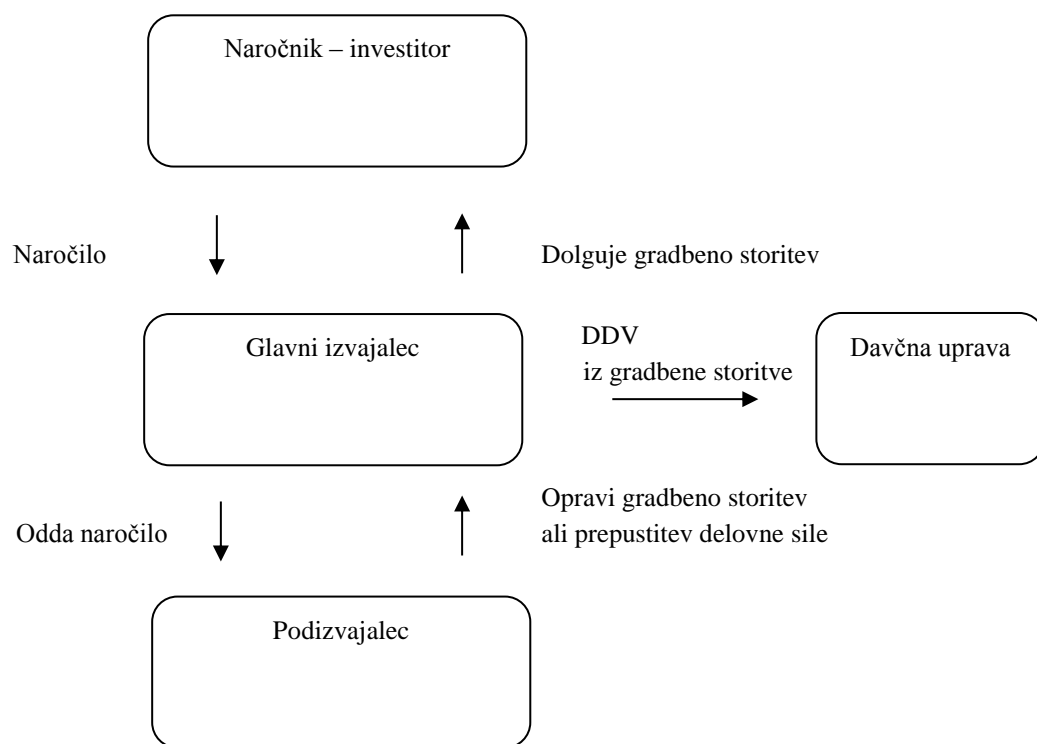 Naročnik – investitor
Naročilo
Dolguje gradbeno storitev
Glavni izvajalec
DDV
iz gradbene storitve
Davčna uprava
Odda naročilo
Opravi gradbeno storitev
ali prepustitev delovne sile
Podizvajalec